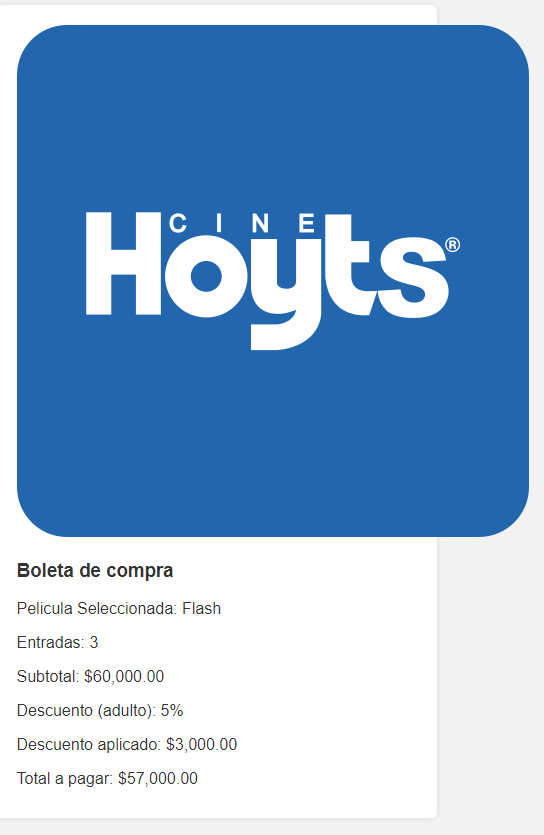 CINE
Hoyts®
Boleta de compra
Pelicula Seleccionada: Flash
Entradas: 3
Subtotal: $60,000.00
Descuento (adulto): 5%
Descuento aplicado: $3,000.00
Total a pagar: $57,000.00